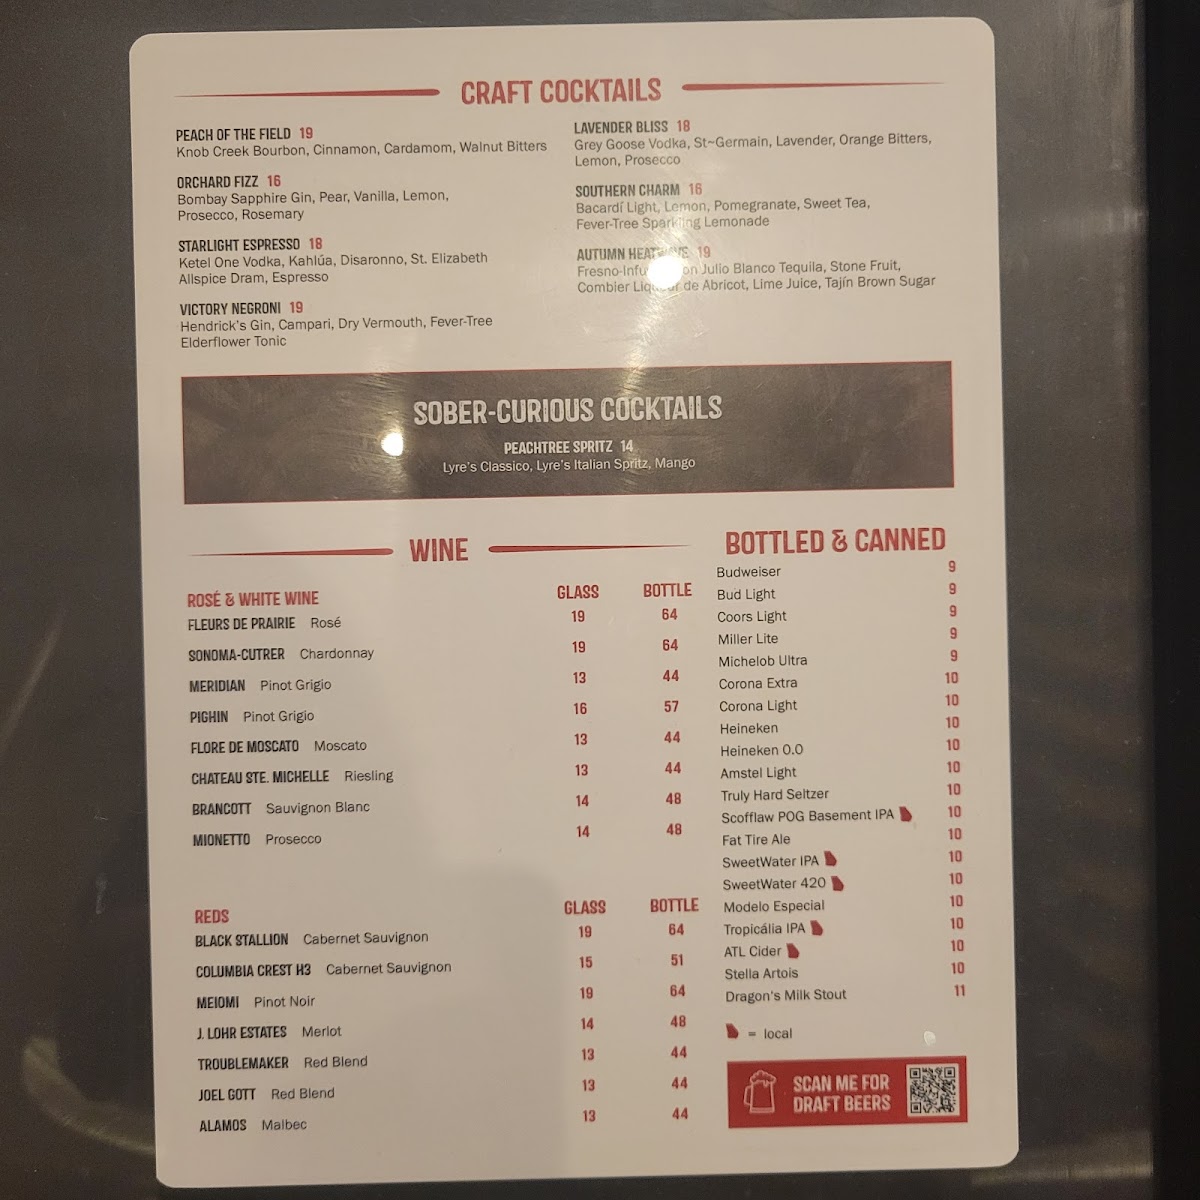 CRAFT COCKTAILS
PEACH OF THE FIELD 19
Knob Creek Bourbon, Cinnamon, Cardamom, Walnut Bitters
ORCHARD FIZZ 16
Bombay Sapphire Gin, Pear, Vanilla, Lemon,
Prosecco, Rosemary
STARLIGHT ESPRESSO 18
Ketel One Vodka, Kahlúa, Disaronno, St. Elizabeth
Allspice Dram, Espresso
VICTORY NEGRONI 19
Hendrick's Gin, Campari, Dry Vermouth, Fever-Tree
Elderflower Tonic
LAVENDER BLISS 18
Grey Goose Vodka, St~Germain, Lavender, Orange Bitters,
Lemon, Prosecco
SOUTHERN CHARM 16
Bacardí Light, Lemon, Pomegranate, Sweet Tea,
Fever-Tree Sparkling Lemonade
AUTUMN HEATWAVE 19
Julio Blanco Tequila, Stone Fruit,
Combier Liqueur de Abricot, Lime Juice, Tajín Brown Sugar
SOBER-CURIOUS COCKTAILS
PEACHTREE SPRITZ 14
Lyre's Classico, Lyre's Italian Spritz, Mango
WINE
ROSÉ & WHITE WINE GLASS BOTTLE
FLEURS DE PRAIRIE Rosé 19 64
SONOMA-CUTRER Chardonnay 19 64
MERIDIAN Pinot Grigio 13 44
PIGHIN Pinot Grigio 16 57
FLORE DE MOSCATO Moscato 13 44
CHATEAU STE. MICHELLE Riesling 13 44
BRANCOTT Sauvignon Blanc 14 48
MIONETTO Prosecco 14 48
REDS GLASS BOTTLE
BLACK STALLION Cabernet Sauvignon 19 64
COLUMBIA CREST H3 Cabernet Sauvignon 15 51
MEIOMI Pinot Noir 19 64
J. LOHR ESTATES Merlot 14 48
TROUBLEMAKER Red Blend 13 44
JOEL GOTT Red Blend 13 44
ALAMOS Malbec 13 44
BOTTLED & CANNED
Budweiser 9
Bud Light 9
Coors Light 9
Miller Lite 9
Michelob Ultra 9
Corona Extra 10
Corona Light 10
Heineken 10
Heineken 0.0 10
Amstel Light 10
Truly Hard Seltzer 10
Scofflaw POG Basement IPA 10
Fat Tire Ale 10
SweetWater IPA 10
SweetWater 420 10
Modelo Especial 10
Tropicália IPA 10
ATL Cider 10
Stella Artois 10
Dragon's Milk Stout 11
= local
SCAN ME FOR
DRAFT BEERS